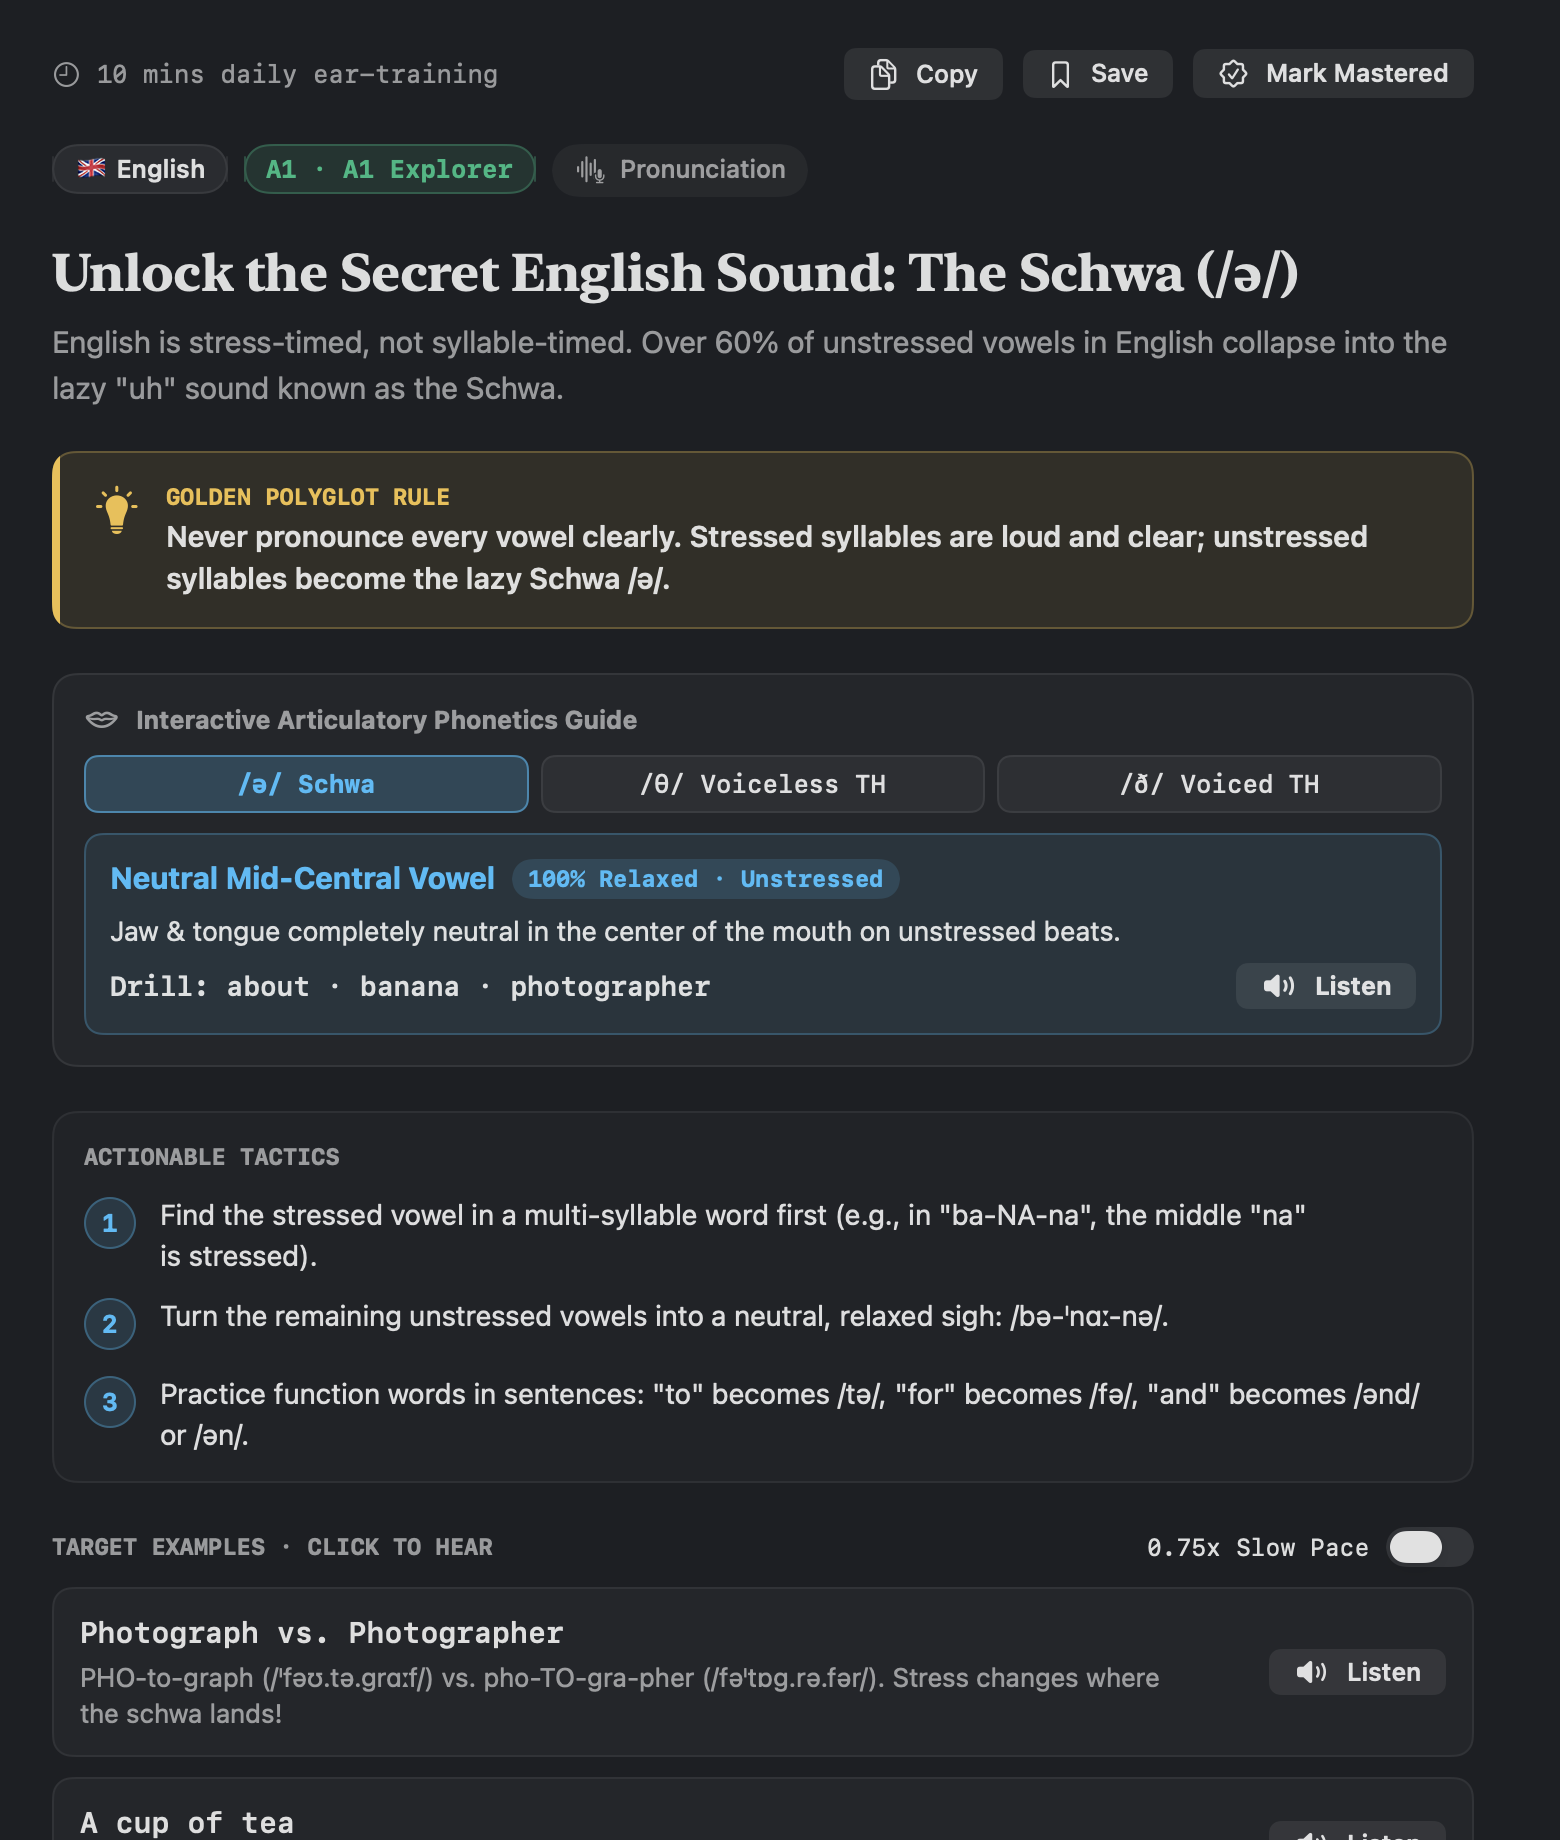 10 mins daily ear-training
Copy
Save
Mark Mastered
English
A1 · A1 Explorer
Pronunciation
Unlock the Secret English Sound: The Schwa (/ə/)
English is stress-timed, not syllable-timed. Over 60% of unstressed vowels in English collapse into the
lazy "uh" sound known as the Schwa.
GOLDEN POLYGLOT RULE
Never pronounce every vowel clearly. Stressed syllables are loud and clear; unstressed
syllables become the lazy Schwa /ə/.
Interactive Articulatory Phonetics Guide
/ə/ Schwa
/θ/ Voiceless TH
/ð/ Voiced TH
Neutral Mid-Central Vowel
100% Relaxed · Unstressed
Jaw & tongue completely neutral in the center of the mouth on unstressed beats.
Drill: about · banana · photographer
Listen
ACTIONABLE TACTICS
1 Find the stressed vowel in a multi-syllable word first (e.g., in "ba-NA-na", the middle "na"
is stressed).
2 Turn the remaining unstressed vowels into a neutral, relaxed sigh: /bə-ˈnɑː-nə/.
3 Practice function words in sentences: "to" becomes /tə/, "for" becomes /fə/, "and" becomes /ənd/
or /ən/.
TARGET EXAMPLES · CLICK TO HEAR
0.75x Slow Pace
Photograph vs. Photographer
PHO-to-graph (/ˈfəʊ.tə.grɑːf/) vs. pho-TO-gra-pher (/fəˈtɒg.rə.fər/). Stress changes where
the schwa lands!
Listen
A cup of tea
Listen